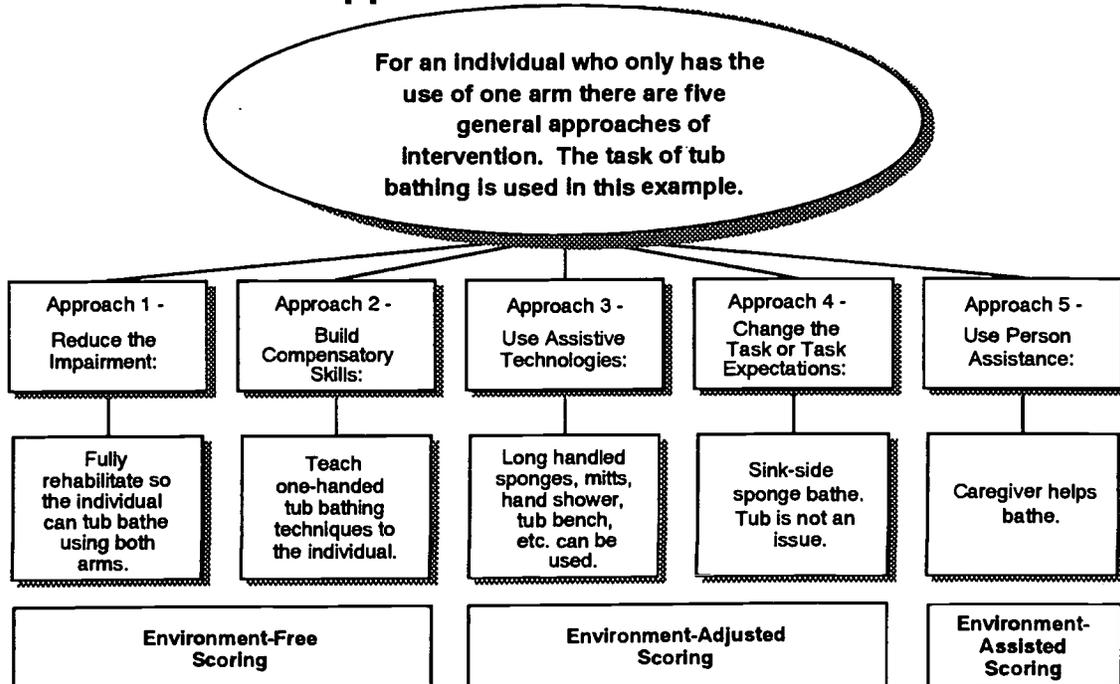 For an individual who only has the
use of one arm there are five
general approaches of
intervention. The task of tub
bathing is used in this example.
Approach 1 -
Reduce the
Impairment:
Approach 2 -
Build
Compensatory
Skills:
Approach 3 -
Use Assistive
Technologies:
Approach 4 -
Change the
Task or Task
Expectations:
Approach 5 -
Use Person
Assistance:
Fully
rehabilitate so
the individual
can tub bathe
using both
arms.
Teach
one-handed
tub bathing
techniques to
the individual.
Long handled
sponges, mitts,
hand shower,
tub bench,
etc. can be
used.
Sink-side
sponge bathe.
Tub is not an
issue.
Caregiver helps
bathe.
Environment-Free
Scoring
Environment-Adjusted
Scoring
Environment-
Assisted
Scoring